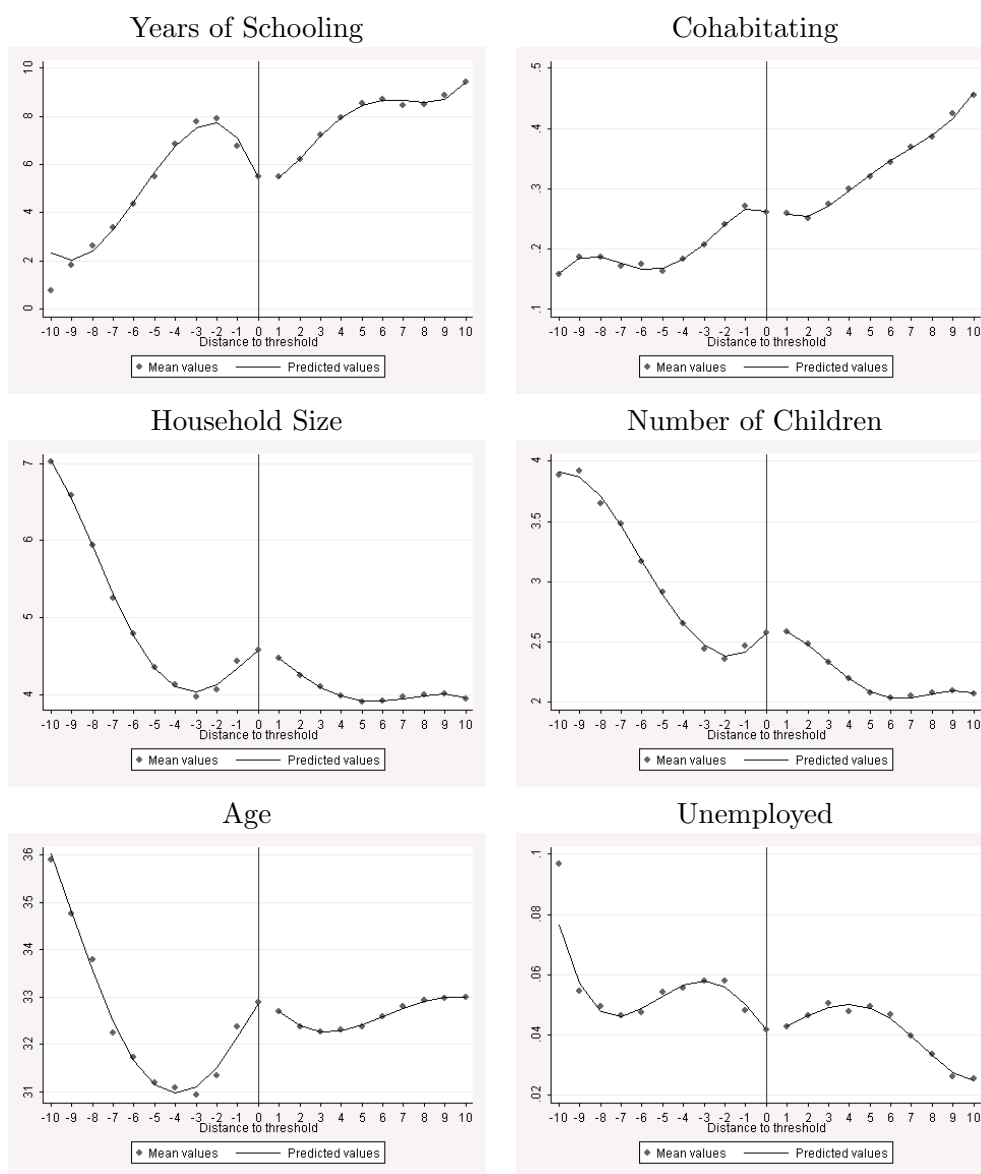 Years of Schooling
0 2 4 6 8 10
-10 -9 -8 -7 -6 -5 -4 -3 -2 -1 0 1 2 3 4 5 6 7 8 9 10
Distance to threshold
Mean values Predicted values
Cohabitating
.1 .2 .3 .4 .5
-10 -9 -8 -7 -6 -5 -4 -3 -2 -1 0 1 2 3 4 5 6 7 8 9 10
Distance to threshold
Mean values Predicted values
Household Size
4 5 6 7
-10 -9 -8 -7 -6 -5 -4 -3 -2 -1 0 1 2 3 4 5 6 7 8 9 10
Distance to threshold
Mean values Predicted values
Number of Children
2 2.5 3 3.5 4
-10 -9 -8 -7 -6 -5 -4 -3 -2 -1 0 1 2 3 4 5 6 7 8 9 10
Distance to threshold
Mean values Predicted values
Age
31 32 33 34 35 36
-10 -9 -8 -7 -6 -5 -4 -3 -2 -1 0 1 2 3 4 5 6 7 8 9 10
Distance to threshold
Mean values Predicted values
Unemployed
.02 .04 .06 .08 .1
-10 -9 -8 -7 -6 -5 -4 -3 -2 -1 0 1 2 3 4 5 6 7 8 9 10
Distance to threshold
Mean values Predicted values